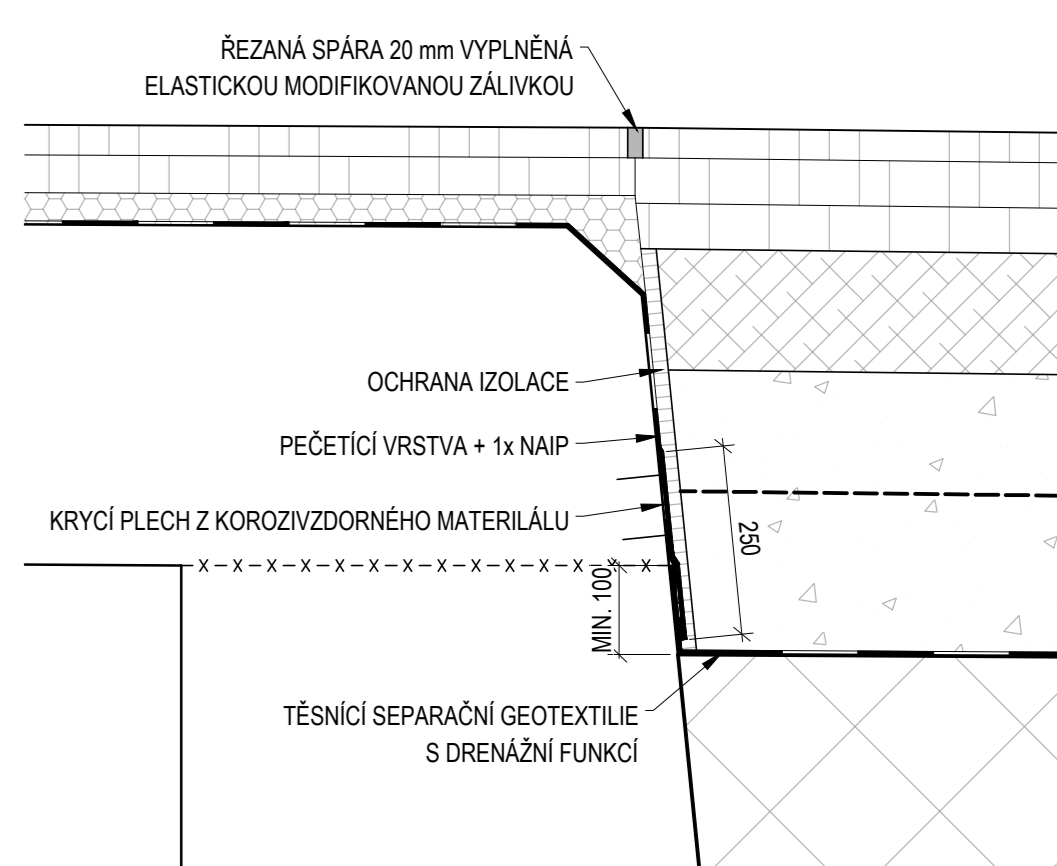 ŘEZANÁ SPÁRA 20 mm VYPLNĚNÁ
ELASTICKOU MODIFIKOVANOU ZÁLIVKOU
OCHRANA IZOLACE
PEČETÍCÍ VRSTVA + 1x NAIP
KRYCÍ PLECH Z KOROZIVZDORNÉHO MATERILÁLU
250
X – X – X – X – X – X – X – X – X – X – X – X – X – X
MIN. 100
TĚSNÍCÍ SEPARAČNÍ GEOTEXTILIE
S DRENÁŽNÍ FUNKCÍ